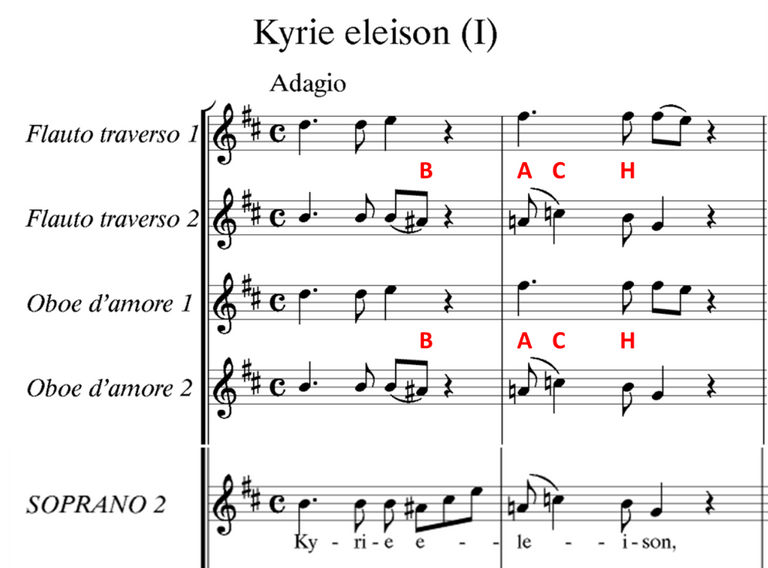 Kyrie eleison (I)
Adagio
Flauto traverso 1
B A C H
Flauto traverso 2
Oboe d'amore 1
B A C H
Oboe d'amore 2
SOPRANO 2
Ky - ri - e e - - le - - i - son,